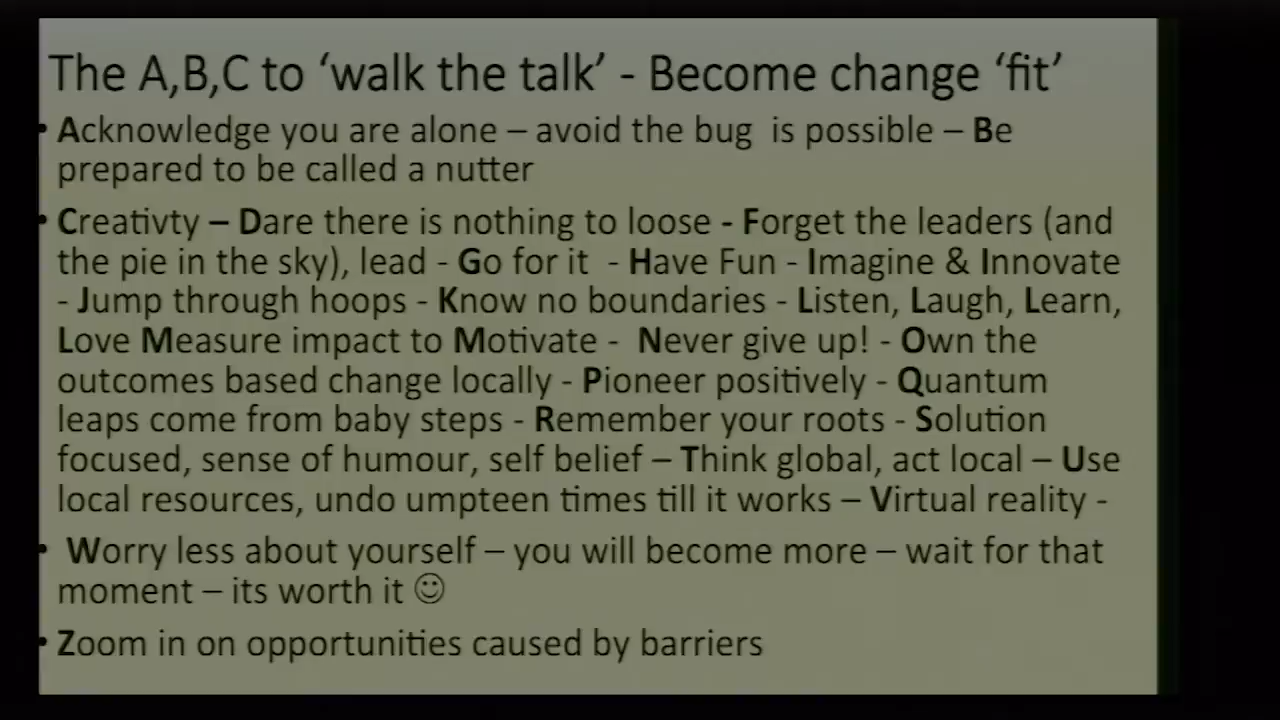 The A,B,C to ‘walk the talk’ - Become change ‘fit’
• Acknowledge you are alone – avoid the bug is possible – Be
prepared to be called a nutter
• Creativty – Dare there is nothing to loose - Forget the leaders (and
the pie in the sky), lead - Go for it - Have Fun - Imagine & Innovate
- Jump through hoops - Know no boundaries - Listen, Laugh, Learn,
Love Measure impact to Motivate - Never give up! - Own the
outcomes based change locally - Pioneer positively - Quantum
leaps come from baby steps - Remember your roots - Solution
focused, sense of humour, self belief – Think global, act local – Use
local resources, undo umpteen times till it works – Virtual reality -
• Worry less about yourself – you will become more – wait for that
moment – its worth it ☺
• Zoom in on opportunities caused by barriers